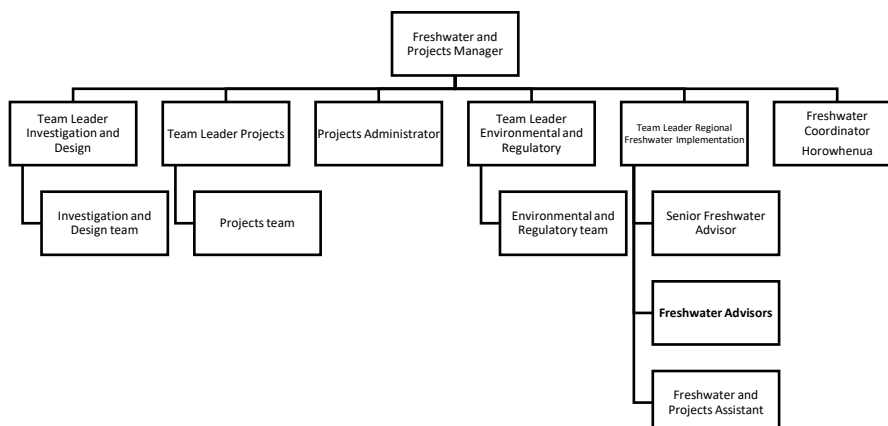 Freshwater and
Projects Manager
Team Leader
Investigation and
Design
Team Leader Projects
Projects Administrator
Team Leader
Environmental and
Regulatory
Team Leader Regional
Freshwater Implementation
Freshwater
Coordinator
Horowhenua
Investigation and
Design team
Projects team
Environmental and
Regulatory team
Senior Freshwater
Advisor
Freshwater Advisors
Freshwater and
Projects Assistant